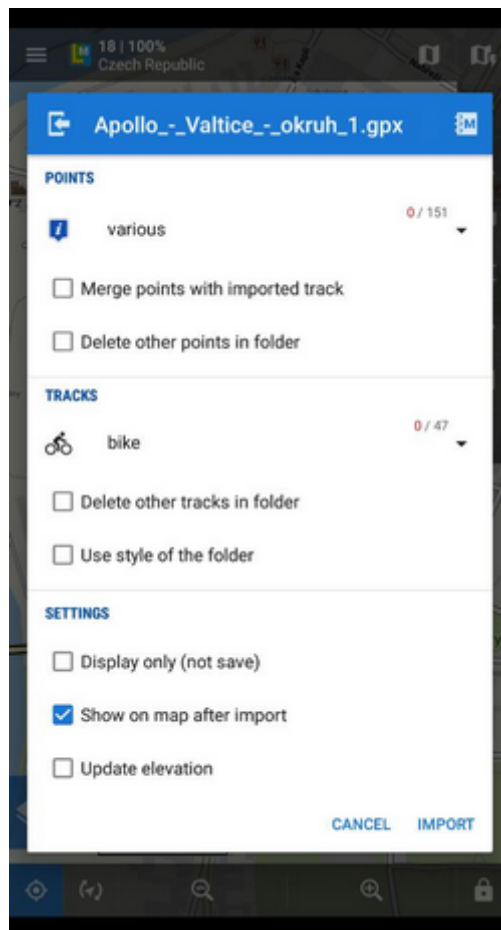 18 | 100%
Czech Republic
Apollo_-_Valtice_-_okruh_1.gpx
POINTS
various
0 / 151
Merge points with imported track
Delete other points in folder
TRACKS
bike
0 / 47
Delete other tracks in folder
Use style of the folder
SETTINGS
Display only (not save)
Show on map after import
Update elevation
CANCEL IMPORT